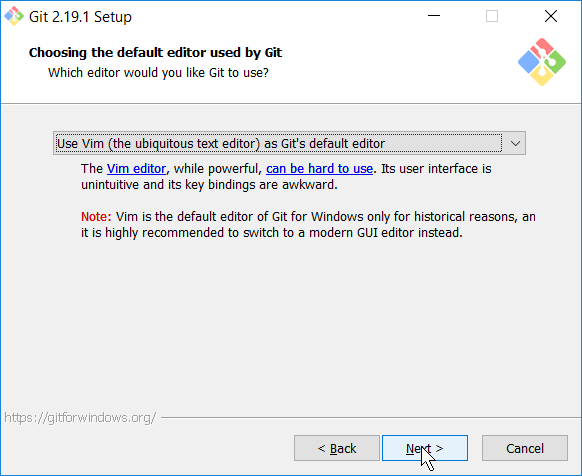 Git 2.19.1 Setup
Choosing the default editor used by Git
Which editor would you like Git to use?
Use Vim (the ubiquitous text editor) as Git's default editor
The Vim editor, while powerful, can be hard to use. Its user interface is
unintuitive and its key bindings are awkward.
Note: Vim is the default editor of Git for Windows only for historical reasons, an
it is highly recommended to switch to a modern GUI editor instead.
https://gitforwindows.org/
< Back Next > Cancel